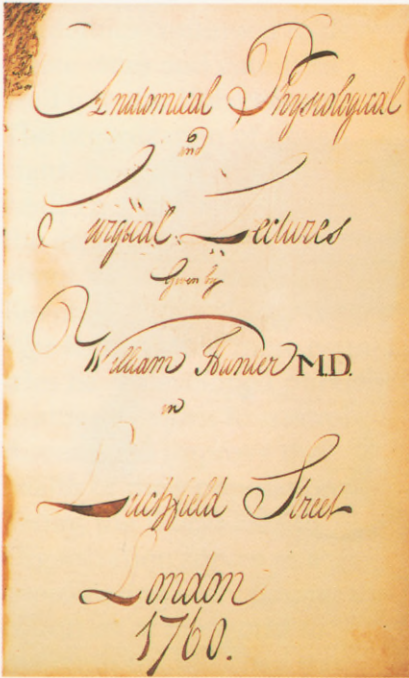 Anatomical Physiological
and
Surgical Lectures
Given by
William Hunter M.D.
in
Litchfield Street
London
1760.